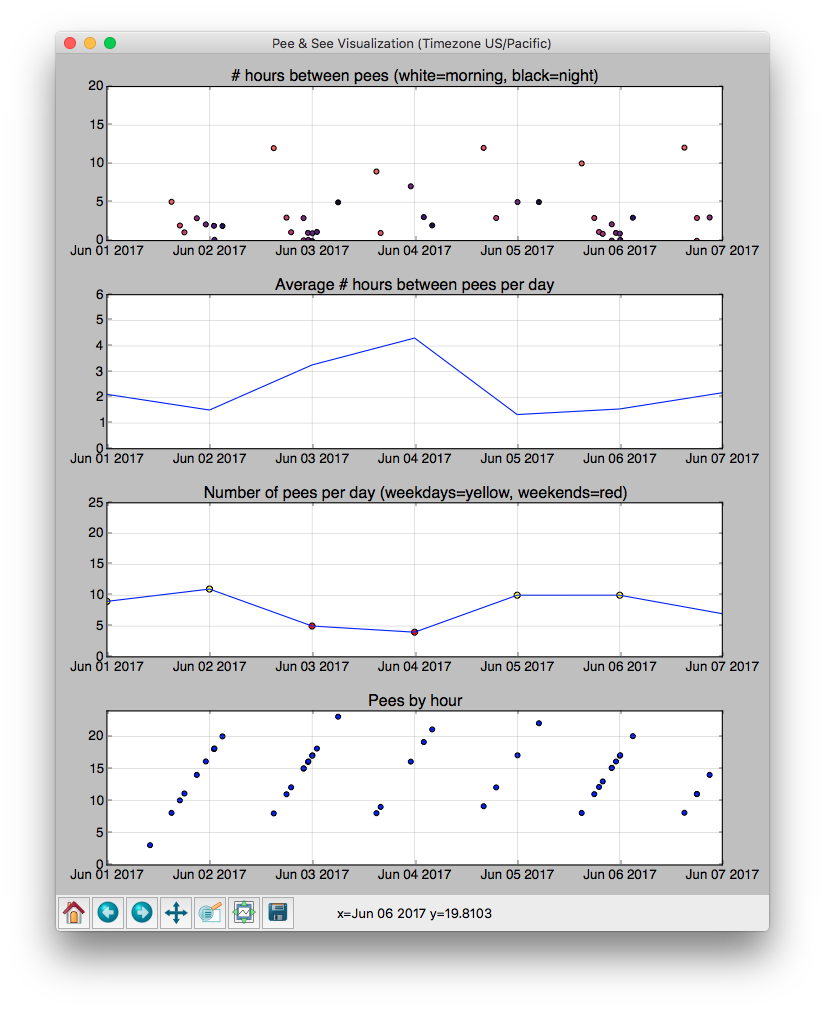 Pee & See Visualization (Timezone US/Pacific)
# hours between pees (white=morning, black=night)
20
15
10
5
0
Jun 01 2017 Jun 02 2017 Jun 03 2017 Jun 04 2017 Jun 05 2017 Jun 06 2017 Jun 07 2017
Average # hours between pees per day
6
5
4
3
2
1
0
Jun 01 2017 Jun 02 2017 Jun 03 2017 Jun 04 2017 Jun 05 2017 Jun 06 2017 Jun 07 2017
Number of pees per day (weekdays=yellow, weekends=red)
25
20
15
10
5
0
Jun 01 2017 Jun 02 2017 Jun 03 2017 Jun 04 2017 Jun 05 2017 Jun 06 2017 Jun 07 2017
Pees by hour
20
15
10
5
0
Jun 01 2017 Jun 02 2017 Jun 03 2017 Jun 04 2017 Jun 05 2017 Jun 06 2017 Jun 07 2017
x=Jun 06 2017 y=19.8103